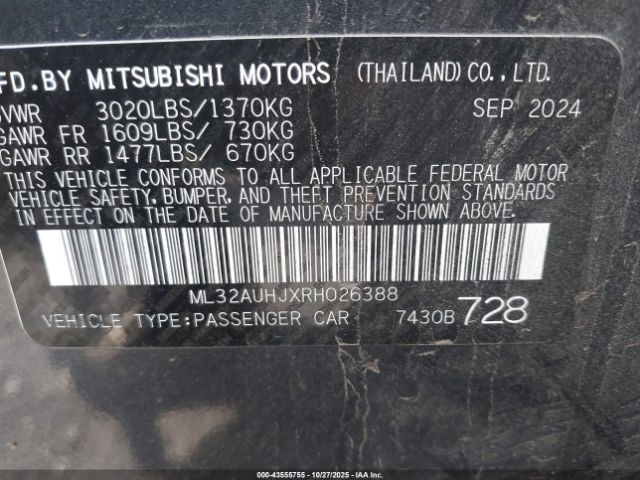 FD.BY MITSUBISHI MOTORS (THAILAND)CO.,LTD.
VWR 3020LBS/1370KG SEP 2024
GAWR FR 1609LBS/ 730KG
GAWR RR 1477LBS/ 670KG
THIS VEHICLE CONFORMS TO ALL APPLICABLE FEDERAL MOTOR
VEHICLE SAFETY, BUMPER, AND THEFT PREVENTION STANDARDS
IN EFFECT ON THE DATE OF MANUFACTURE SHOWN ABOVE.
ML32AUHJXRH026388
VEHICLE TYPE:PASSENGER CAR 7430B 728
000-43555755 - 10/27/2025 - IAA, Inc.